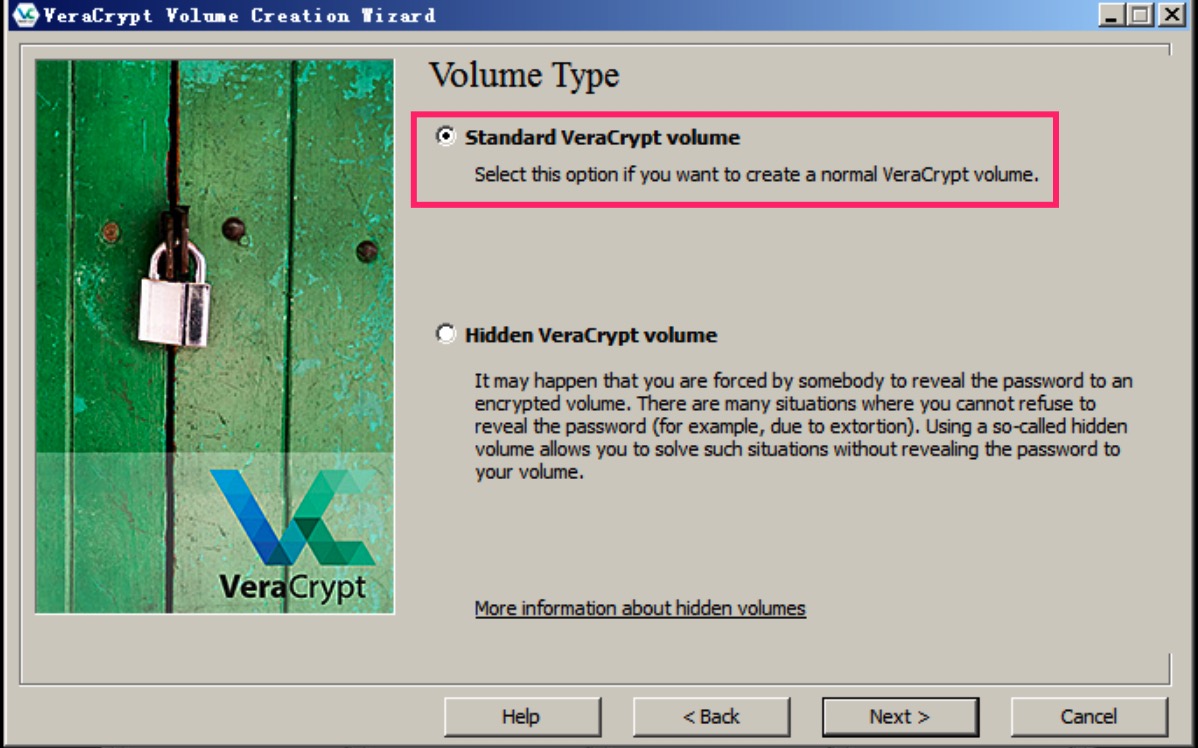 VeraCrypt Volume Creation Wizard
Volume Type
Standard VeraCrypt volume
Select this option if you want to create a normal VeraCrypt volume.
Hidden VeraCrypt volume
It may happen that you are forced by somebody to reveal the password to an
encrypted volume. There are many situations where you cannot refuse to
reveal the password (for example, due to extortion). Using a so-called hidden
volume allows you to solve such situations without revealing the password to
your volume.
VeraCrypt
More information about hidden volumes
Help
< Back
Next >
Cancel